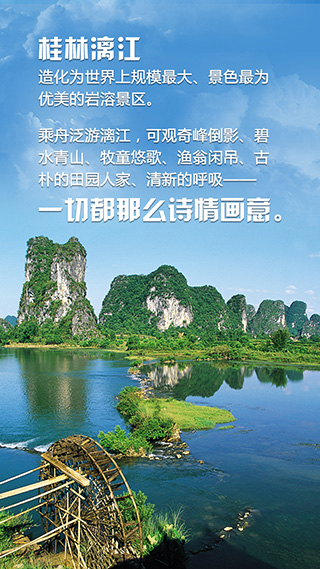 桂林漓江
造化为世界上规模最大、景色最为
优美的岩溶景区。
乘舟泛游漓江，可观奇峰倒影、碧
水青山、牧童悠歌、渔翁闲吊、古
朴的田园人家、清新的呼吸——
一切都那么诗情画意。